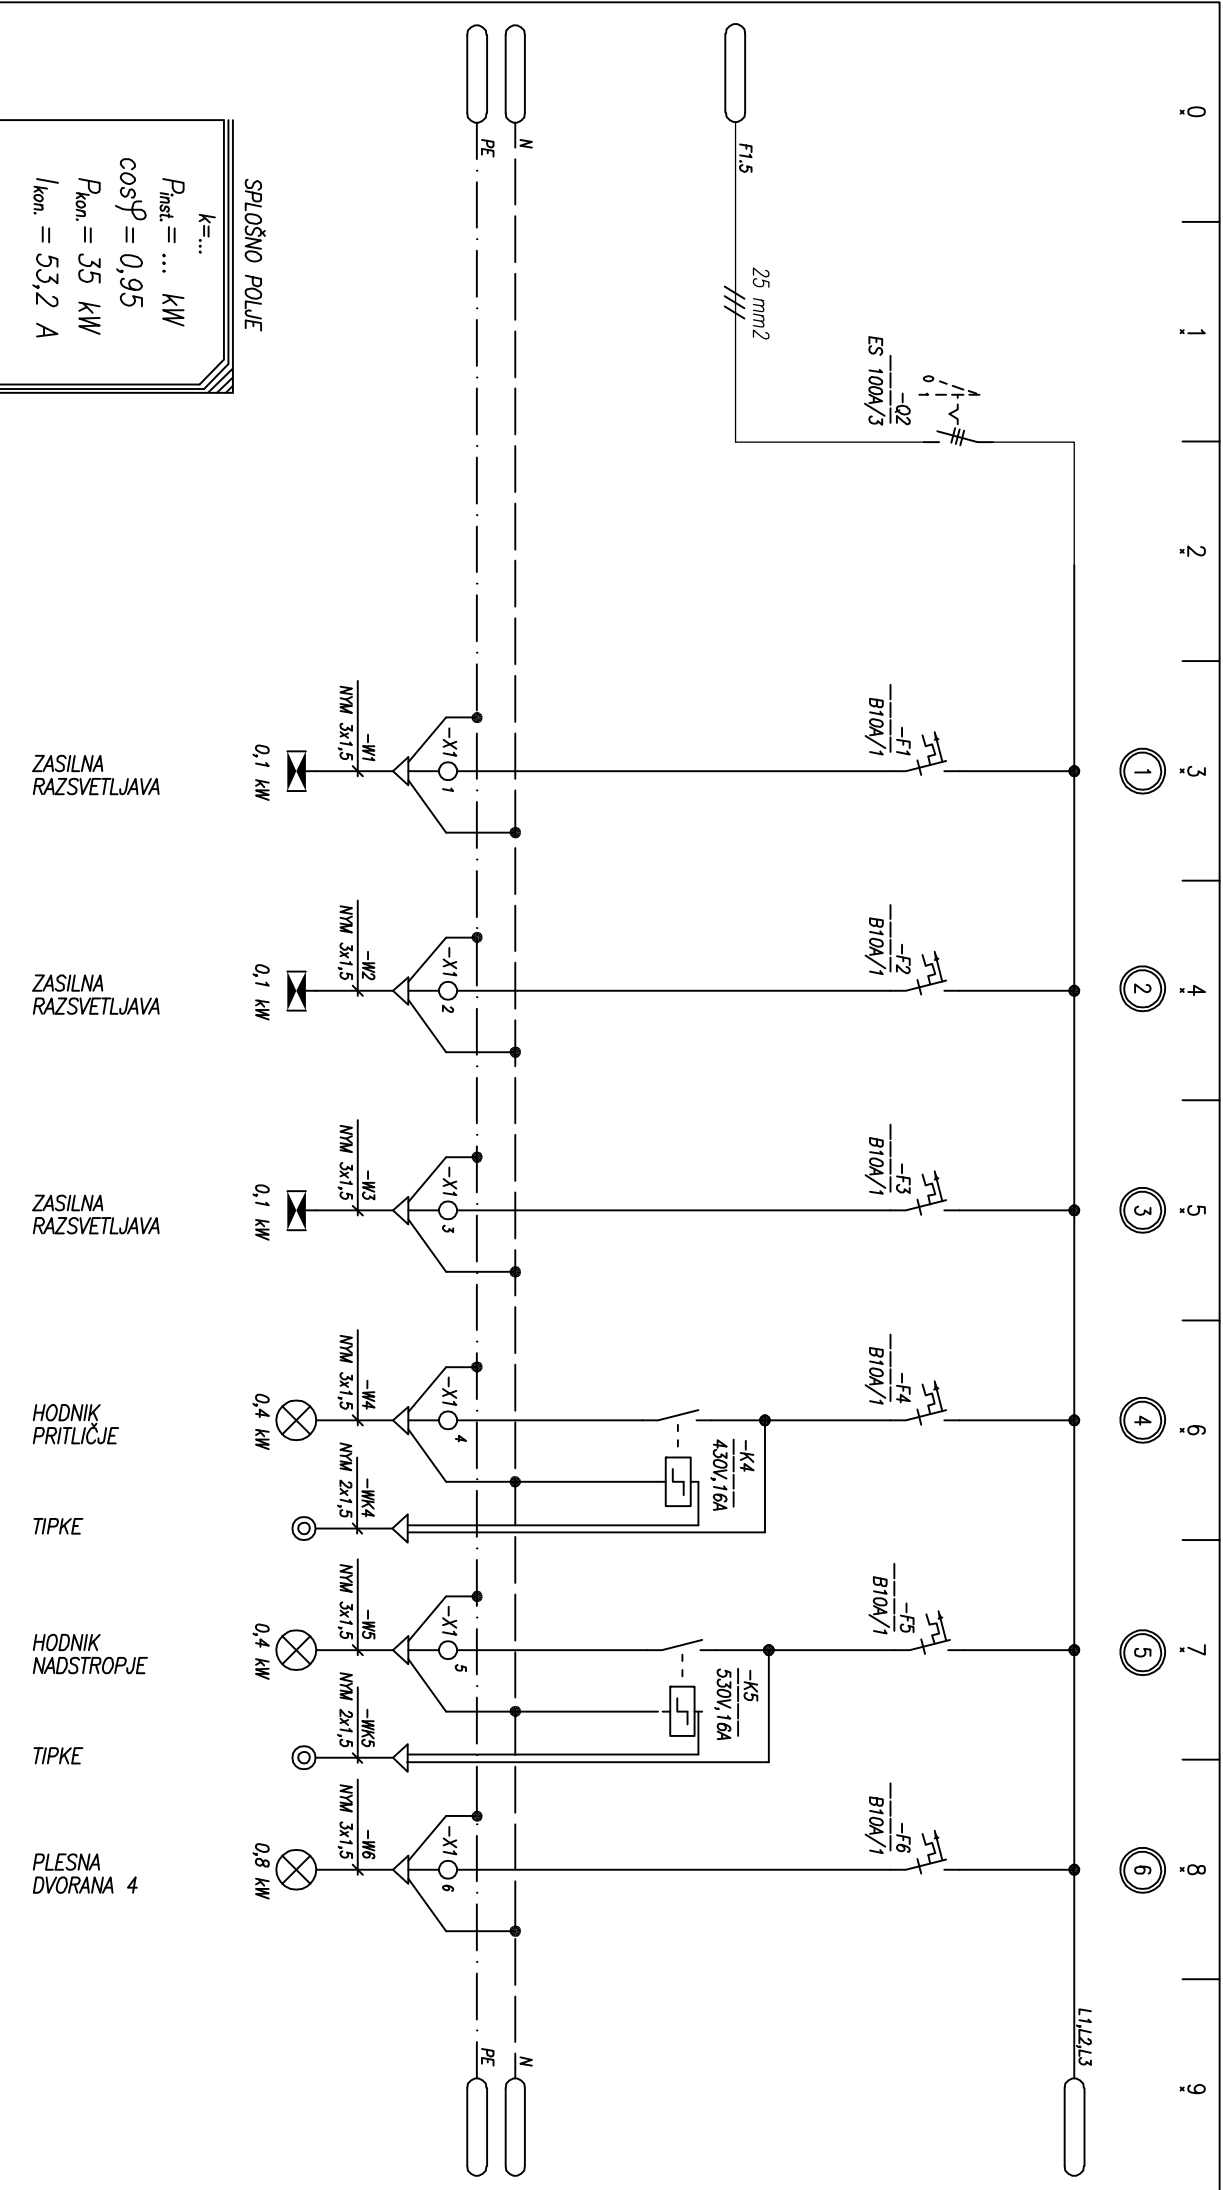 0
1
2
3
4
5
6
7
8
9
1
2
3
4
5
6
L1,L2,L3
-Q2
ES 100A/3
0
1
-F1
B10A/1
-F2
B10A/1
-F3
B10A/1
-F4
B10A/1
-F5
B10A/1
-F6
B10A/1
F1.5
25 mm2
-K4
430V,16A
-K5
530V,16A
N
N
PE
PE
-X1
1
-X1
2
-X1
3
-X1
4
-X1
5
-X1
6
-W1
NYM 3x1,5
-W2
NYM 3x1,5
-W3
NYM 3x1,5
-W4
NYM 3x1,5
-WK4
NYM 2x1,5
-W5
NYM 3x1,5
-WK5
NYM 2x1,5
-W6
NYM 3x1,5
0,1 kW
0,1 kW
0,1 kW
0,4 kW
0,4 kW
0,8 kW
SPLOŠNO POLJE
k=...
Pinst.= ... kW
cosφ = 0,95
Pkon. = 35 kW
Ikon. = 53,2 A
ZASILNA
RAZSVETLJAVA
ZASILNA
RAZSVETLJAVA
ZASILNA
RAZSVETLJAVA
HODNIK
PRITLIČJE
TIPKE
HODNIK
NADSTROPJE
TIPKE
PLESNA
DVORANA 4